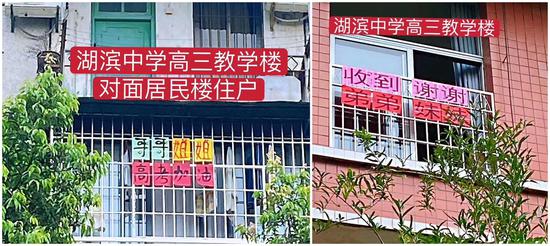 湖滨中学高三教学楼
对面居民楼住户
哥哥姐姐
高考加油
湖滨中学高三教学楼
收到谢谢
弟弟妹妹